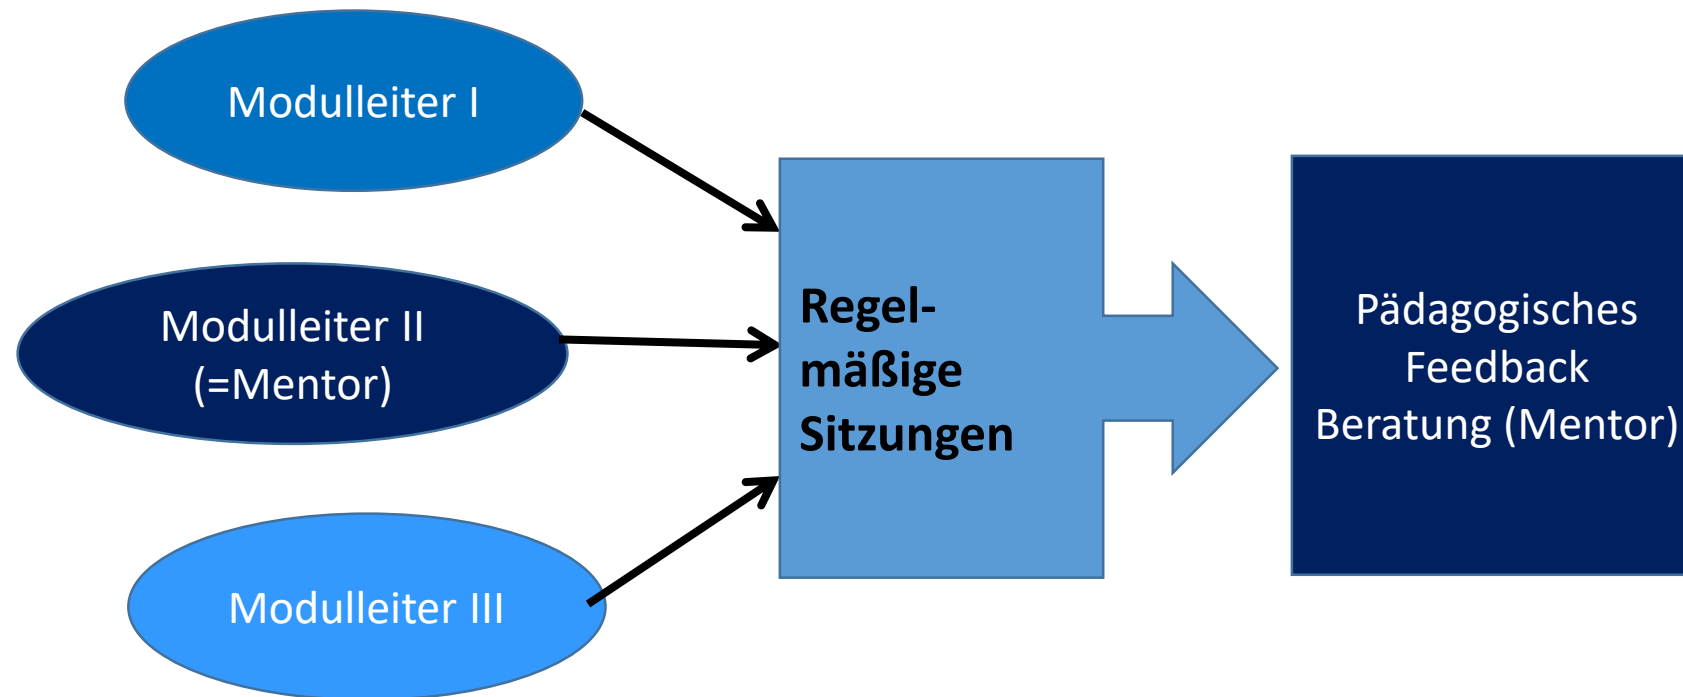 Modulleiter I
Modulleiter II
(=Mentor)
Modulleiter III
Regel-
mäßige
Sitzungen
Pädagogisches
Feedback
Beratung (Mentor)